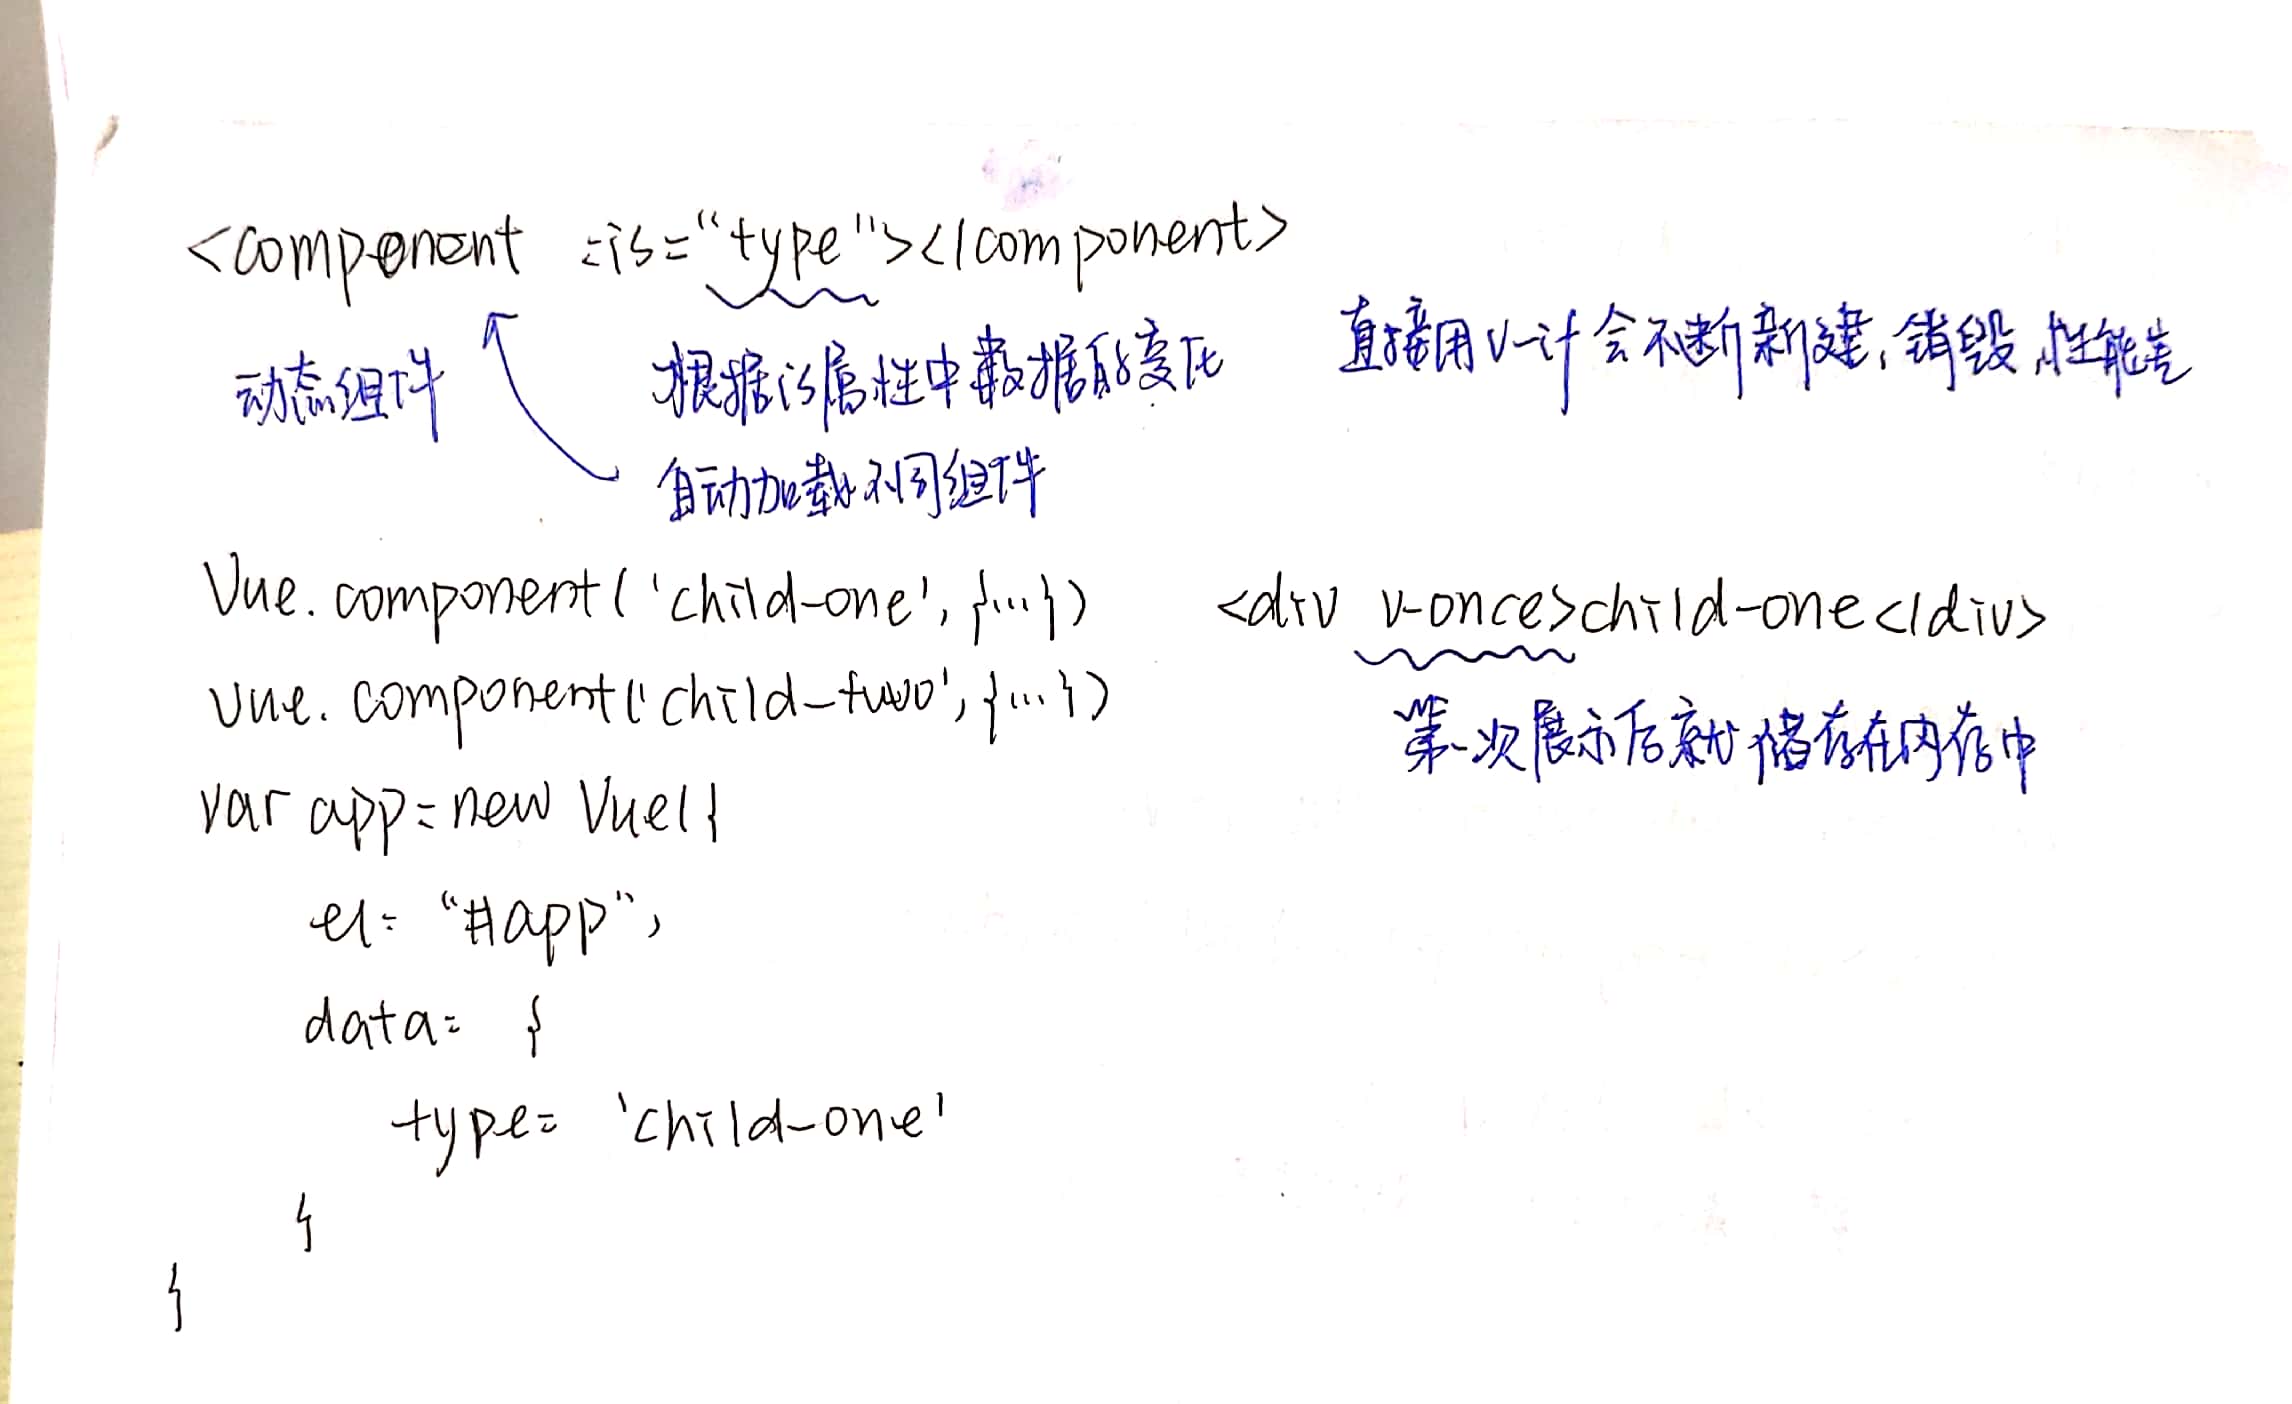 <component :is="type"></component>
动态组件
根据is属性中数据的变化
自动加载不同组件
直接用v-if会不断新建、销毁,性能差
Vue.component('child-one', {...})
Vue.component('child-two', {...})
var app=new Vue({
el: "#app",
data: {
type: 'child-one'
}
}
<div v-once>child-one</div>
第一次展示后就储存在内存中